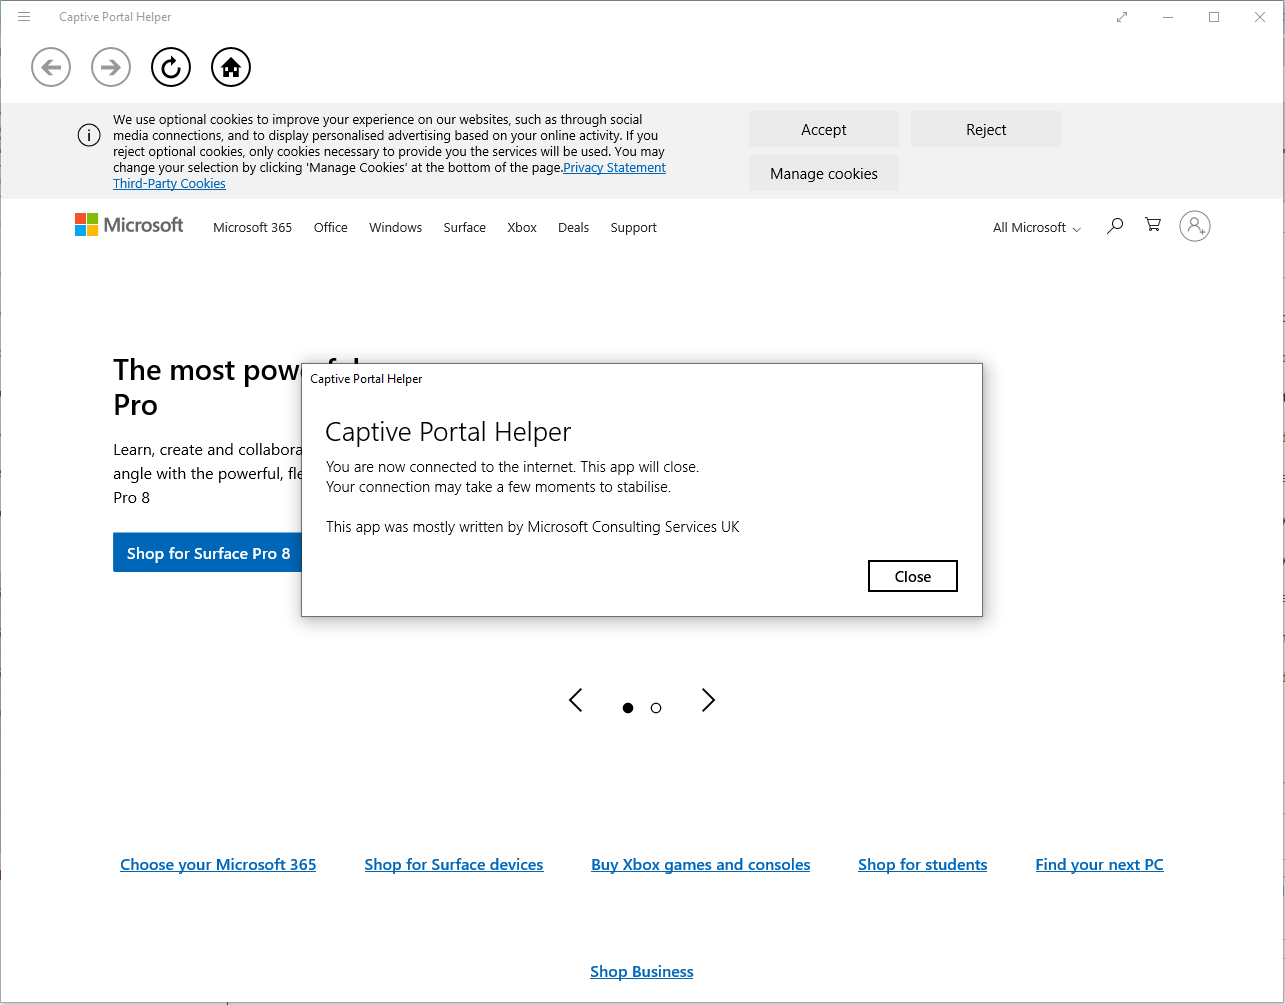 Captive Portal Helper
We use optional cookies to improve your experience on our websites, such as through social
media connections, and to display personalised advertising based on your online activity. If you
reject optional cookies, only cookies necessary to provide you the services will be used. You may
change your selection by clicking 'Manage Cookies' at the bottom of the page.Privacy Statement
Third-Party Cookies
Accept
Reject
Manage cookies
Microsoft
Microsoft 365
Office
Windows
Surface
Xbox
Deals
Support
All Microsoft
The most
Pro
Learn, create and
angle with the powerful,
Pro 8
Shop for Surface Pro 8
Captive Portal Helper
Captive Portal Helper
You are now connected to the internet. This app will close.
Your connection may take a few moments to stabilise.
This app was mostly written by Microsoft Consulting Services UK
Close
Choose your Microsoft 365
Shop for Surface devices
Buy Xbox games and consoles
Shop for students
Find your next PC
Shop Business